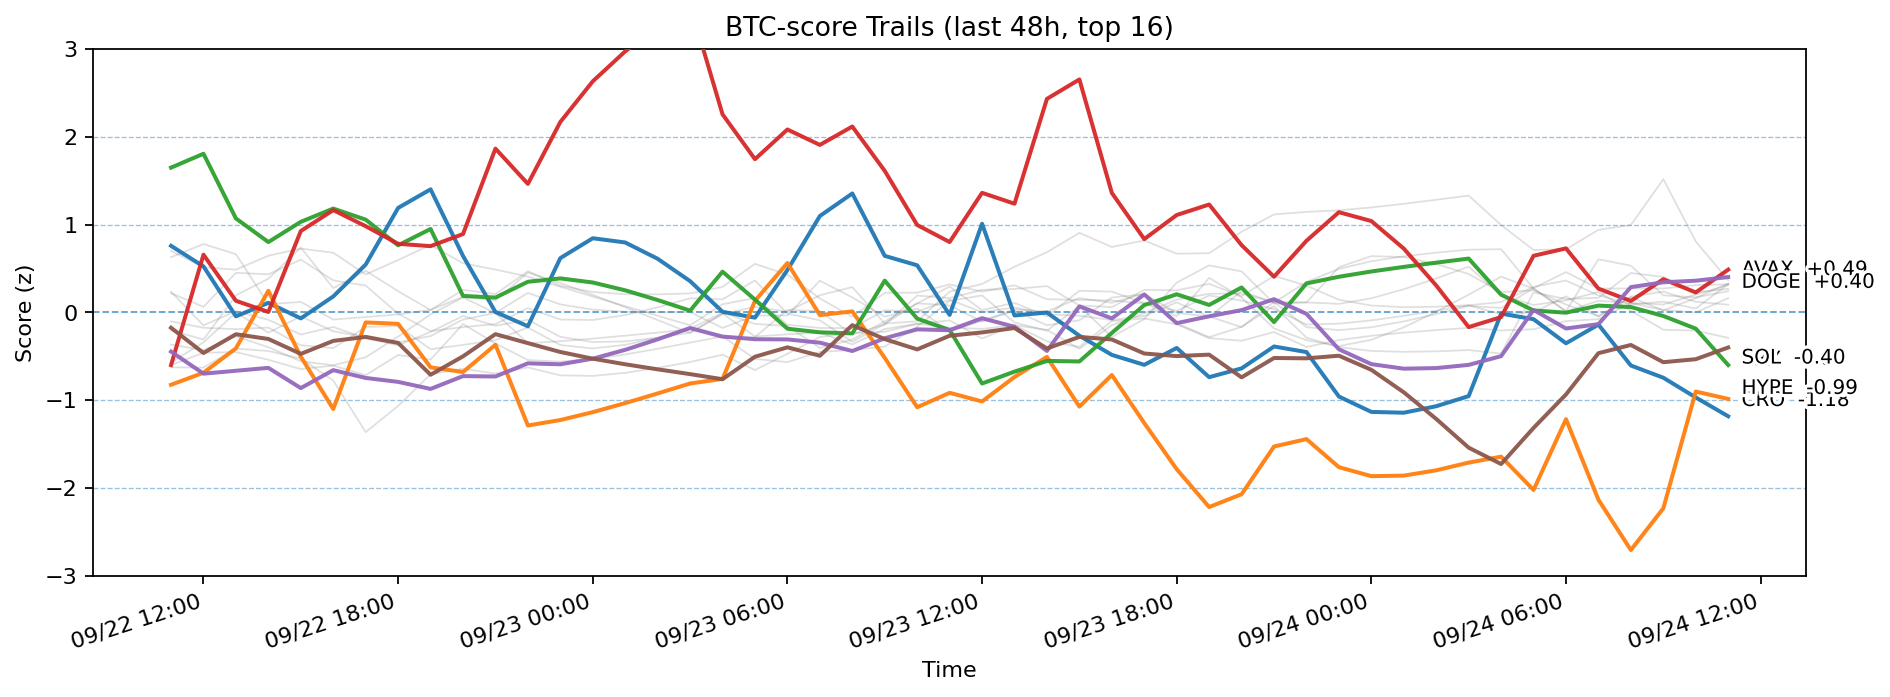 BTC-score Trails (last 48h, top 16)
Score (z)
3
2
1
0
−1
−2
−3
AVAX +0.49
DOGE +0.40
SOL -0.40
HYPE -0.99
CRO -1.18
09/22 12:00
09/22 18:00
09/23 00:00
09/23 06:00
09/23 12:00
09/23 18:00
09/24 00:00
09/24 06:00
09/24 12:00
Time